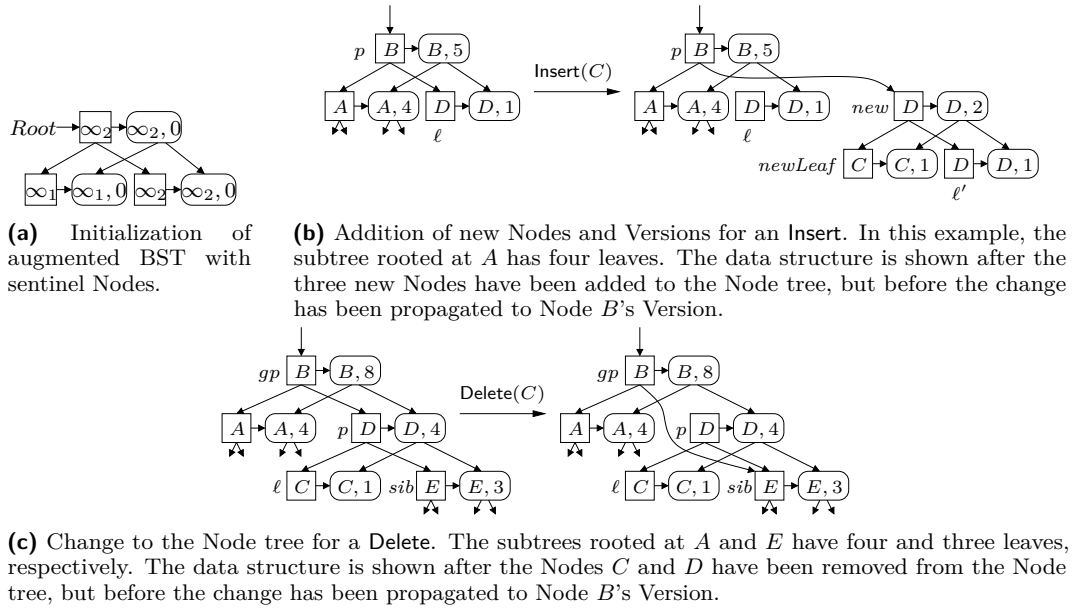 p B B, 5 Insert(C) p B B, 5
A A, 4 D D, 1 A A, 4 D D, 1 new D D, 2
ℓ ℓ
Root ∞₂ ∞₂, 0
newLeaf C C, 1 D D, 1
∞₁ ∞₁, 0 ∞₂ ∞₂, 0
ℓ′
(a) Initialization of
augmented BST with
sentinel Nodes.
(b) Addition of new Nodes and Versions for an Insert. In this example, the
subtree rooted at A has four leaves. The data structure is shown after the
three new Nodes have been added to the Node tree, but before the change
has been propagated to Node B's Version.
gp B B, 8 Delete(C) gp B B, 8
A A, 4 p D D, 4 A A, 4 p D D, 4
ℓ C C, 1 sib E E, 3 ℓ C C, 1 sib E E, 3
(c) Change to the Node tree for a Delete. The subtrees rooted at A and E have four and three leaves,
respectively. The data structure is shown after the Nodes C and D have been removed from the Node
tree, but before the change has been propagated to Node B's Version.